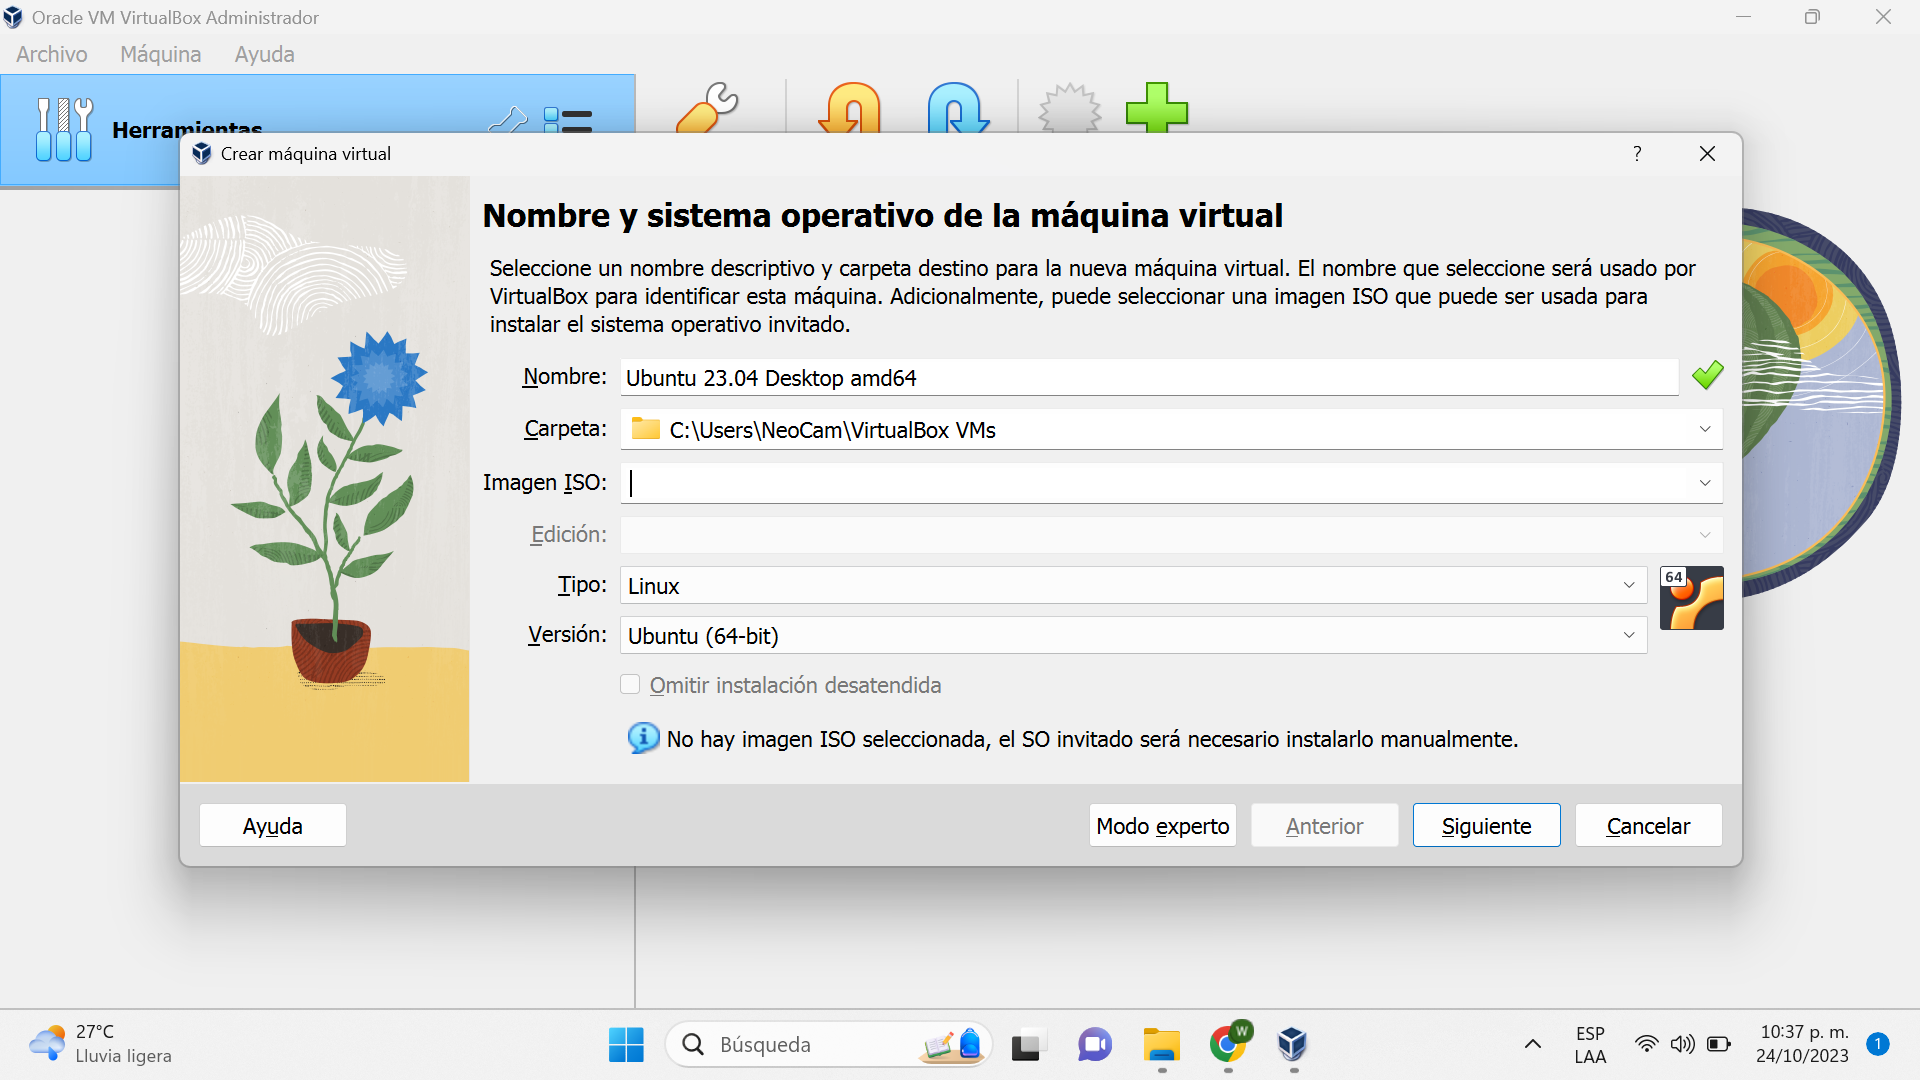 Oracle VM VirtualBox Administrador
Archivo Máquina Ayuda
Herramientas
Crear máquina virtual
?
Nombre y sistema operativo de la máquina virtual
Seleccione un nombre descriptivo y carpeta destino para la nueva máquina virtual. El nombre que seleccione será usado por
VirtualBox para identificar esta máquina. Adicionalmente, puede seleccionar una imagen ISO que puede ser usada para
instalar el sistema operativo invitado.
Nombre: Ubuntu 23.04 Desktop amd64
Carpeta: C:\Users\NeoCam\VirtualBox VMs
Imagen ISO:
Edición:
Tipo: Linux
64
Versión: Ubuntu (64-bit)
Omitir instalación desatendida
No hay imagen ISO seleccionada, el SO invitado será necesario instalarlo manualmente.
Ayuda Modo experto Anterior Siguiente Cancelar
27°C
Lluvia ligera
Búsqueda
W
ESP
LAA
10:37 p. m.
24/10/2023
1